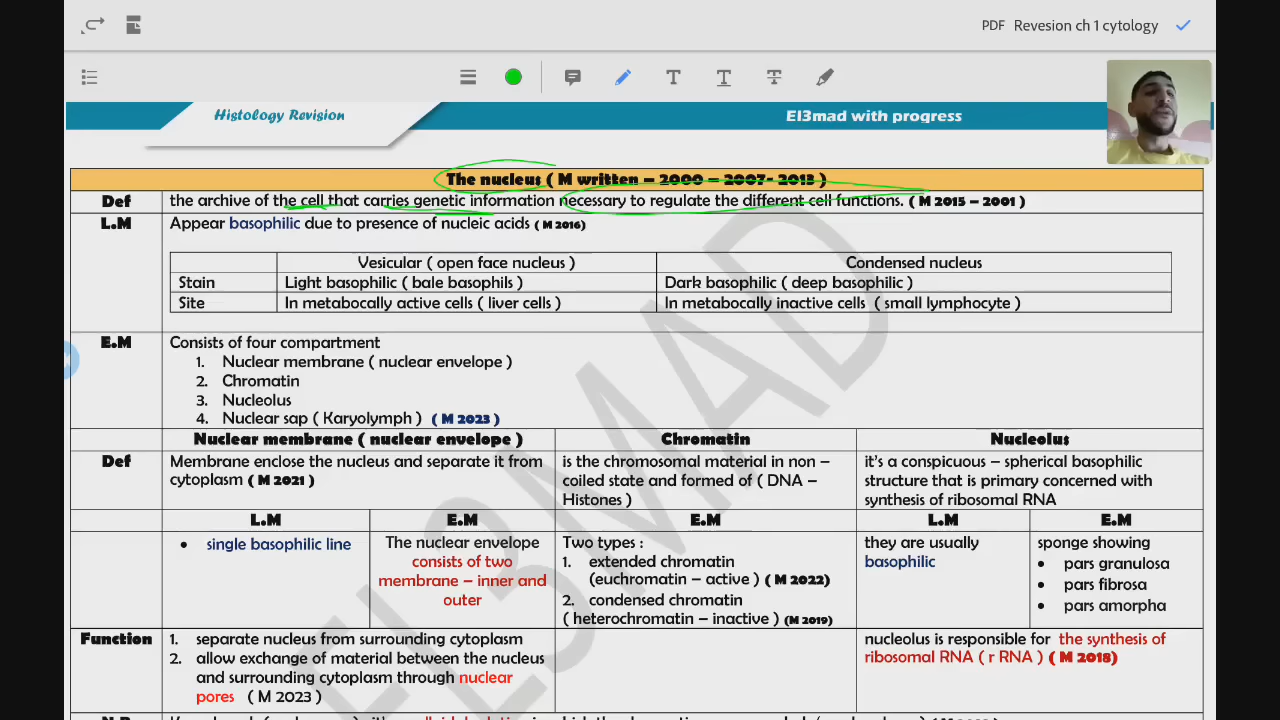 PDF Revesion ch 1 cytology
Histology Revision
El3mad with progress
The nucleus ( M written – 2000 – 2007- 2013 )
Def
the archive of the cell that carries genetic information necessary to regulate the different cell functions. ( M 2015 – 2001 )
L.M
Appear basophilic due to presence of nucleic acids ( M 2016)
Vesicular ( open face nucleus )
Condensed nucleus
Stain
Light basophilic ( bale basophils )
Dark basophilic ( deep basophilic )
Site
In metabocally active cells ( liver cells )
In metabocally inactive cells ( small lymphocyte )
E.M
Consists of four compartment
1. Nuclear membrane ( nuclear envelope )
2. Chromatin
3. Nucleolus
4. Nuclear sap ( Karyolymph ) ( M 2023 )
Nuclear membrane ( nuclear envelope )
Chromatin
Nucleolus
Def
Membrane enclose the nucleus and separate it from
cytoplasm ( M 2021 )
is the chromosomal material in non –
coiled state and formed of ( DNA –
Histones )
it's a conspicuous – spherical basophilic
structure that is primary concerned with
synthesis of ribosomal RNA
L.M
E.M
E.M
L.M
E.M
• single basophilic line
The nuclear envelope
consists of two
membrane – inner and
outer
Two types :
1. extended chromatin
(euchromatin – active ) ( M 2022)
2. condensed chromatin
( heterochromatin – inactive ) ( M 2019)
they are usually
basophilic
sponge showing
• pars granulosa
• pars fibrosa
• pars amorpha
Function
1. separate nucleus from surrounding cytoplasm
2. allow exchange of material between the nucleus
and surrounding cytoplasm through nuclear
pores ( M 2023 )
nucleolus is responsible for the synthesis of
ribosomal RNA ( r RNA ) ( M 2018)
EL3MAD